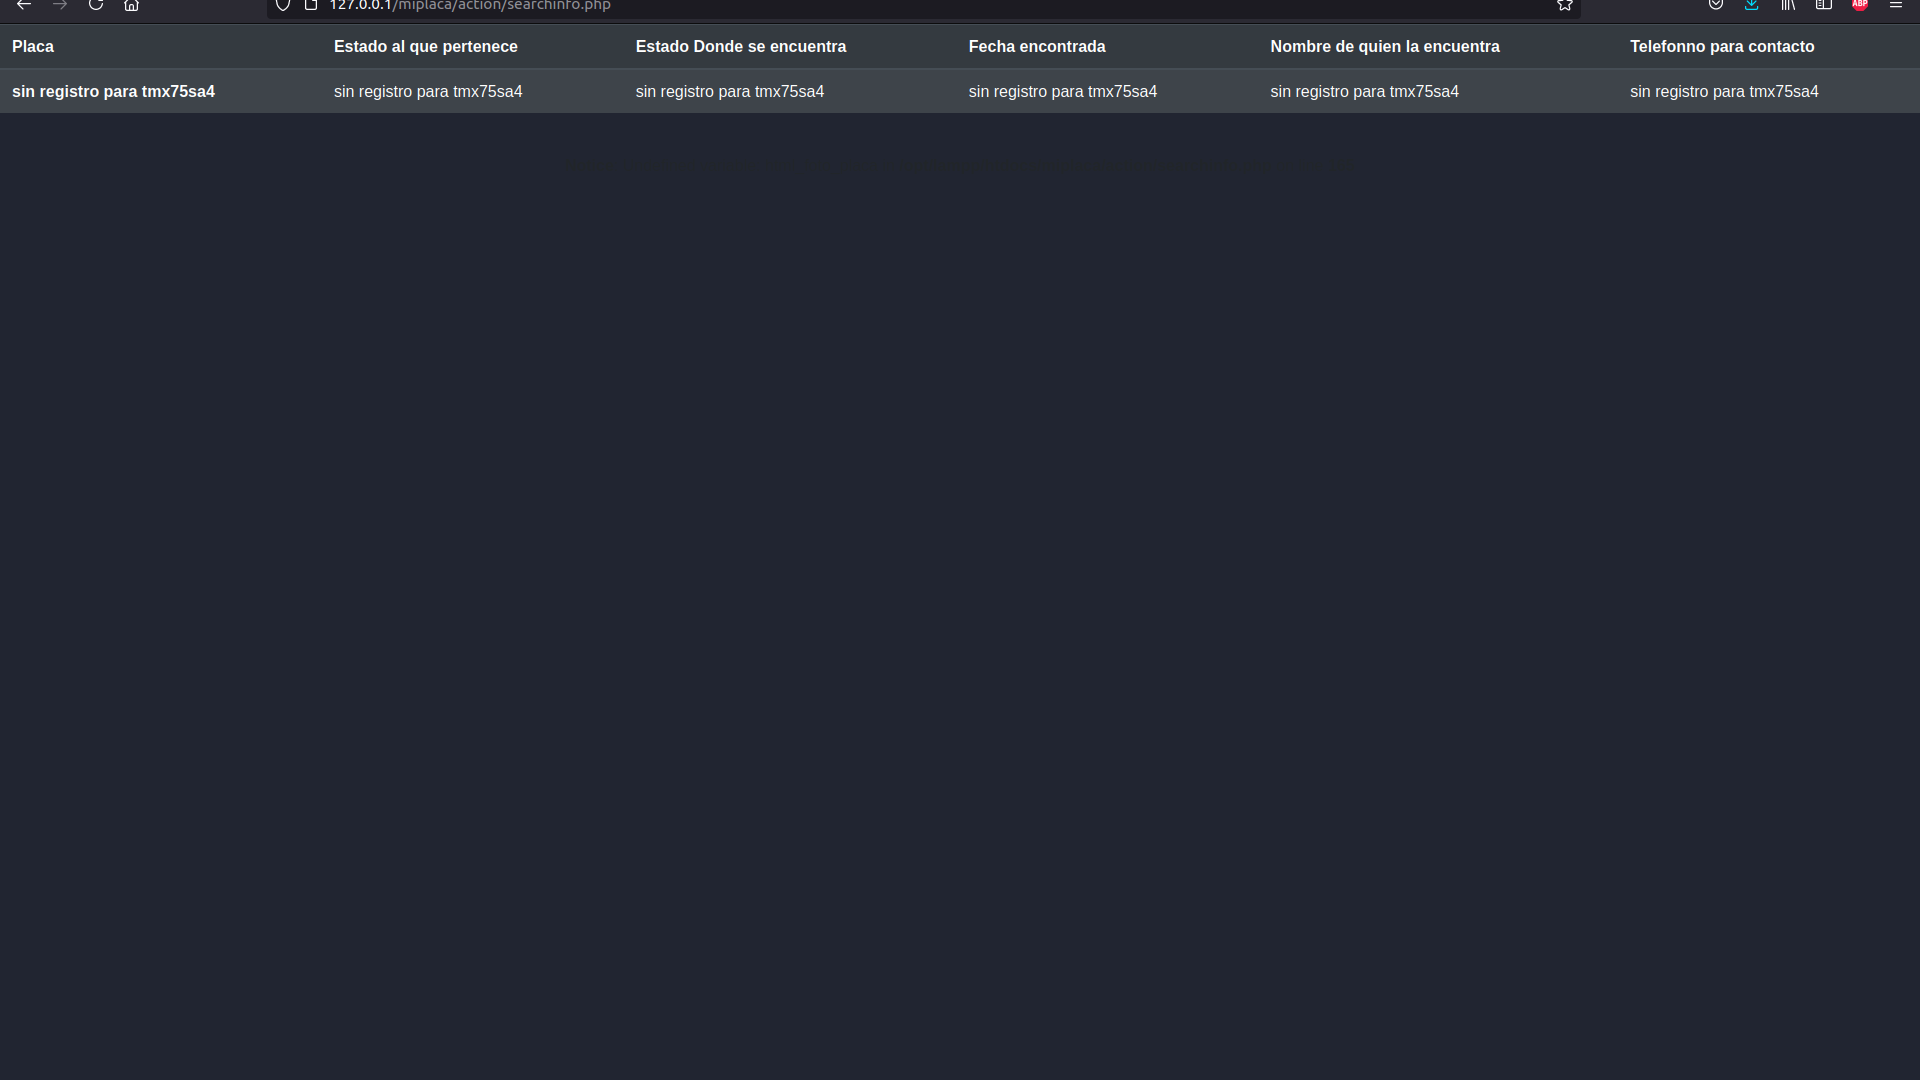 127.0.0.1/miplaca/action/searchinfo.php
ABP
Placa Estado al que pertenece Estado Donde se encuentra Fecha encontrada Nombre de quien la encuentra Telefonno para contacto
sin registro para tmx75sa4 sin registro para tmx75sa4 sin registro para tmx75sa4 sin registro para tmx75sa4 sin registro para tmx75sa4 sin registro para tmx75sa4